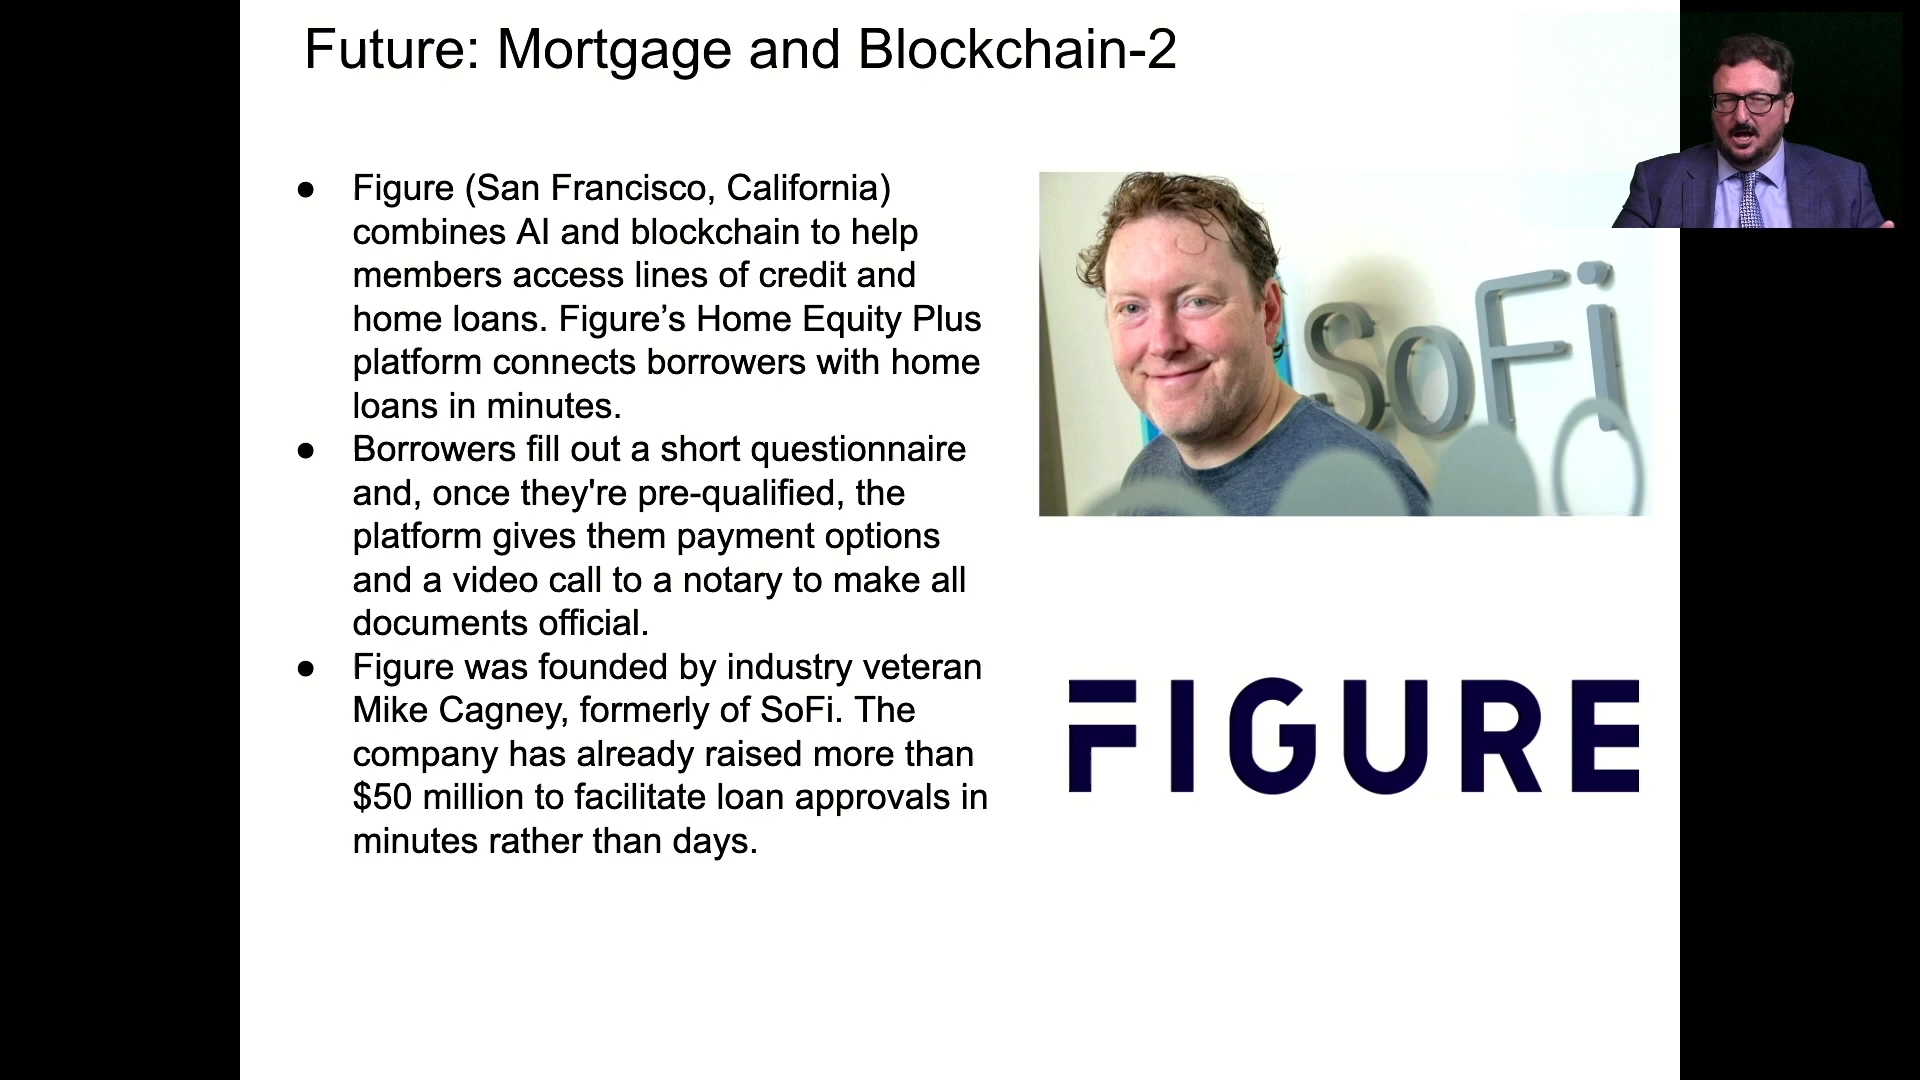 Future: Mortgage and Blockchain-2
● Figure (San Francisco, California)
combines AI and blockchain to help
members access lines of credit and
home loans. Figure’s Home Equity Plus
platform connects borrowers with home
loans in minutes.
● Borrowers fill out a short questionnaire
and, once they're pre-qualified, the
platform gives them payment options
and a video call to a notary to make all
documents official.
● Figure was founded by industry veteran
Mike Cagney, formerly of SoFi. The
company has already raised more than
$50 million to facilitate loan approvals in
minutes rather than days.
SoFi
FIGURE